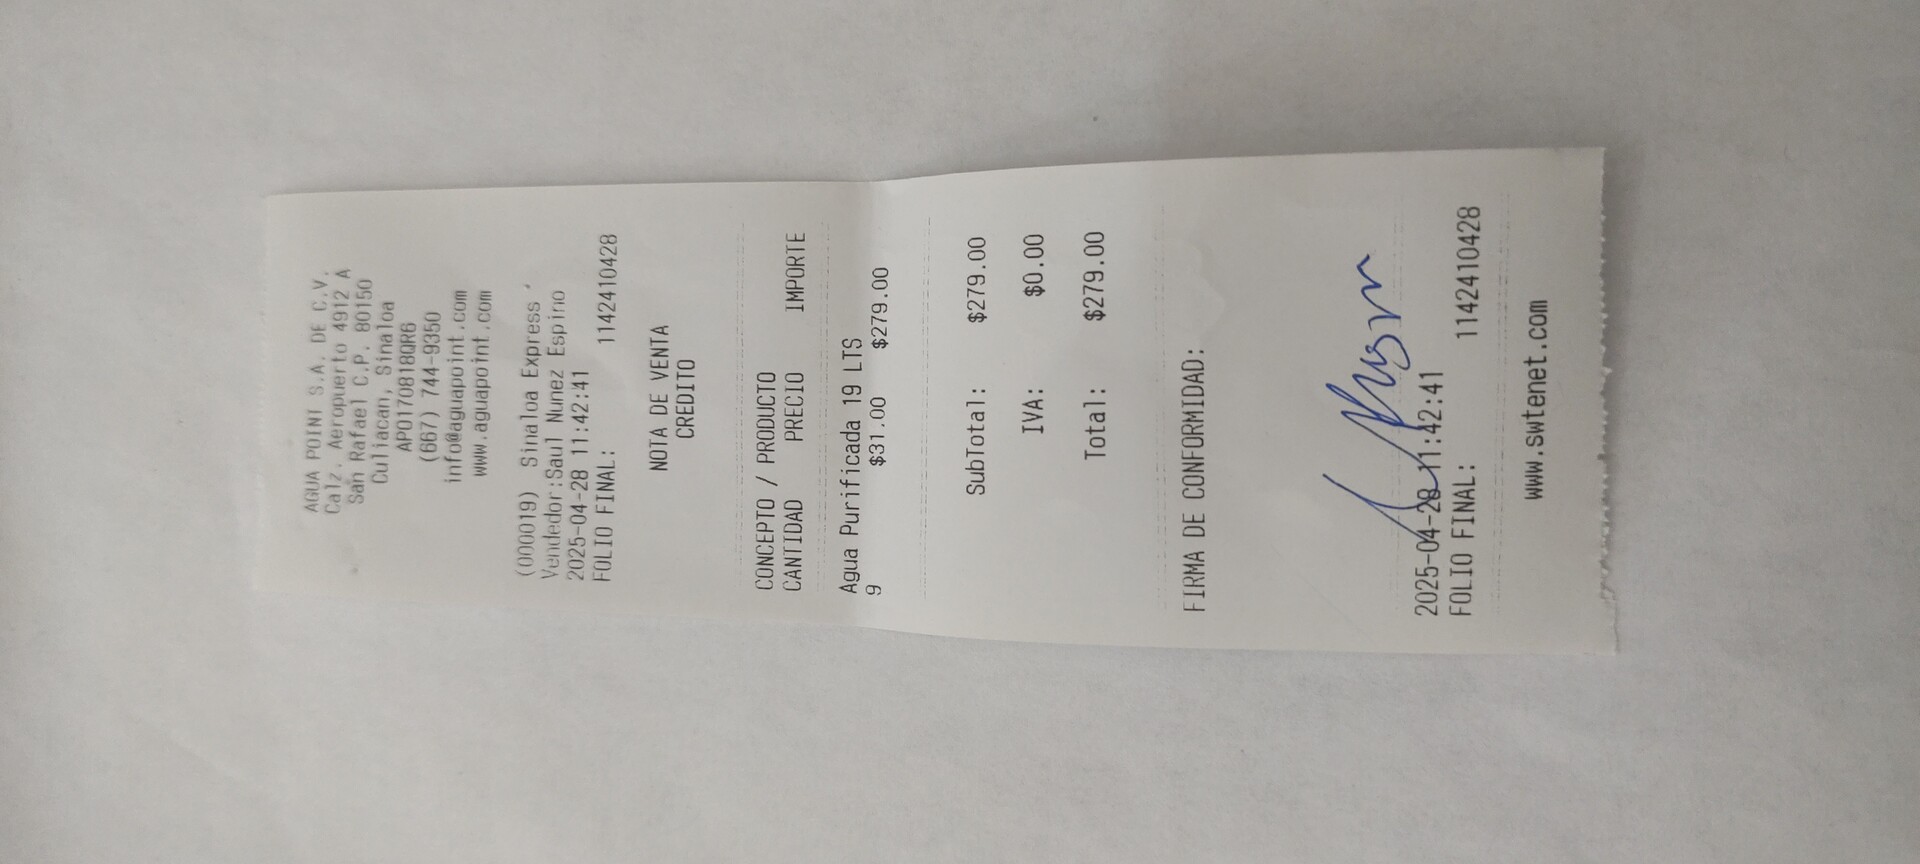 AGUA POINT S.A. DE C.V.
Calz. Aeropuerto 4912 A
San Rafael C.P. 80150
Culiacan, Sinaloa
APO170818QR6
(667) 744-9350
info@aguapoint.com
www.aguapoint.com
(000019) Sinaloa Express
Vendedor:Saul Nunez Espino
2025-04-28 11:42:41
FOLIO FINAL: 1142410428
NOTA DE VENTA
CREDITO
CONCEPTO / PRODUCTO
CANTIDAD PRECIO IMPORTE
Agua Purificada 19 LTS
9 $31.00 $279.00
SubTotal: $279.00
IVA: $0.00
Total: $279.00
FIRMA DE CONFORMIDAD:
2025-04-28 11:42:41
FOLIO FINAL: 1142410428
www.swtenet.com